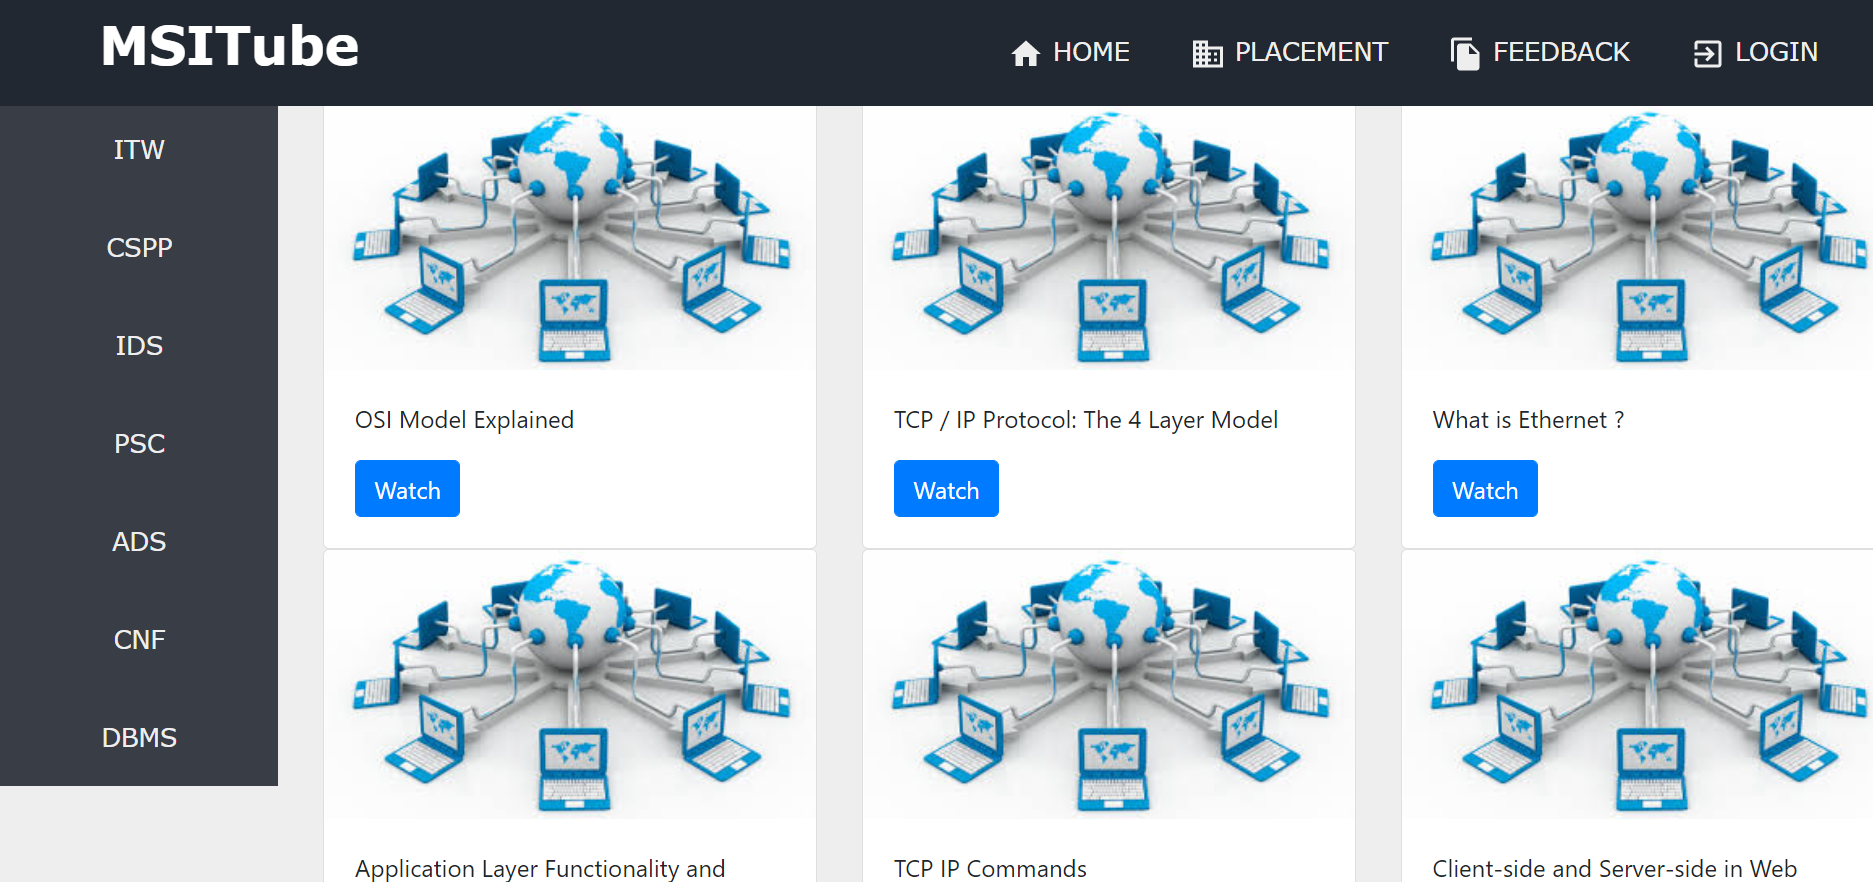 MSITube
HOME
PLACEMENT
FEEDBACK
LOGIN
ITW
CSPP
IDS
PSC
ADS
CNF
DBMS
OSI Model Explained
TCP / IP Protocol: The 4 Layer Model
What is Ethernet ?
Watch
Watch
Watch
Application Layer Functionality and
TCP IP Commands
Client-side and Server-side in Web